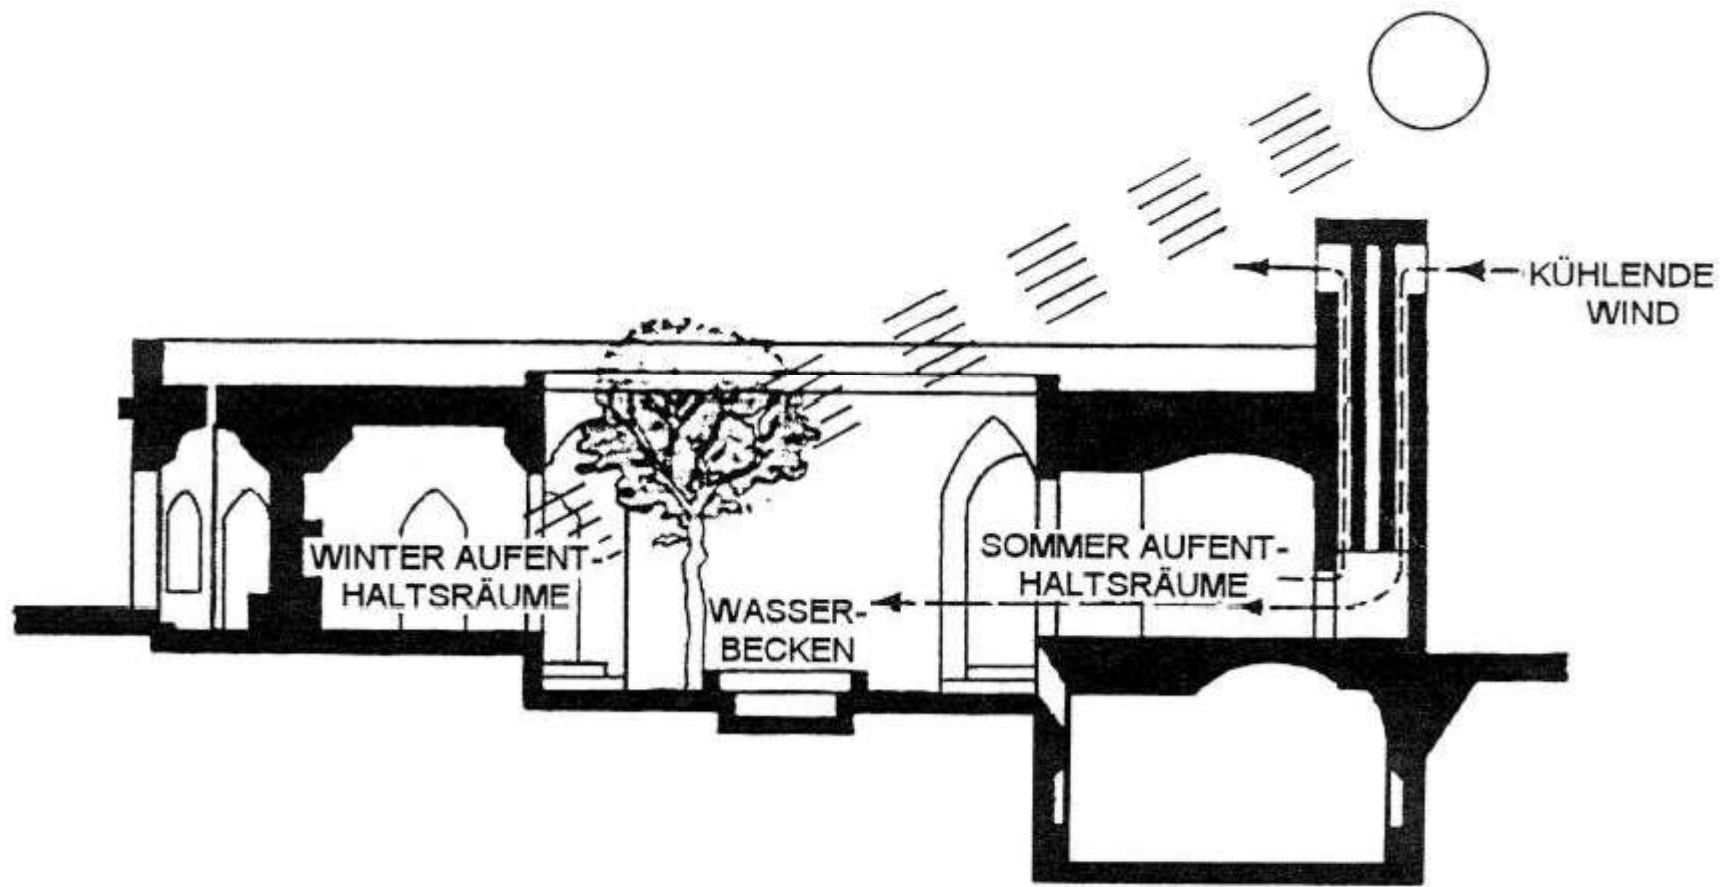 KÜHLENDE
WIND
WINTER AUFENT-
HALTSRÄUME
WASSER-
BECKEN
SOMMER AUFENT-
HALTSRÄUME